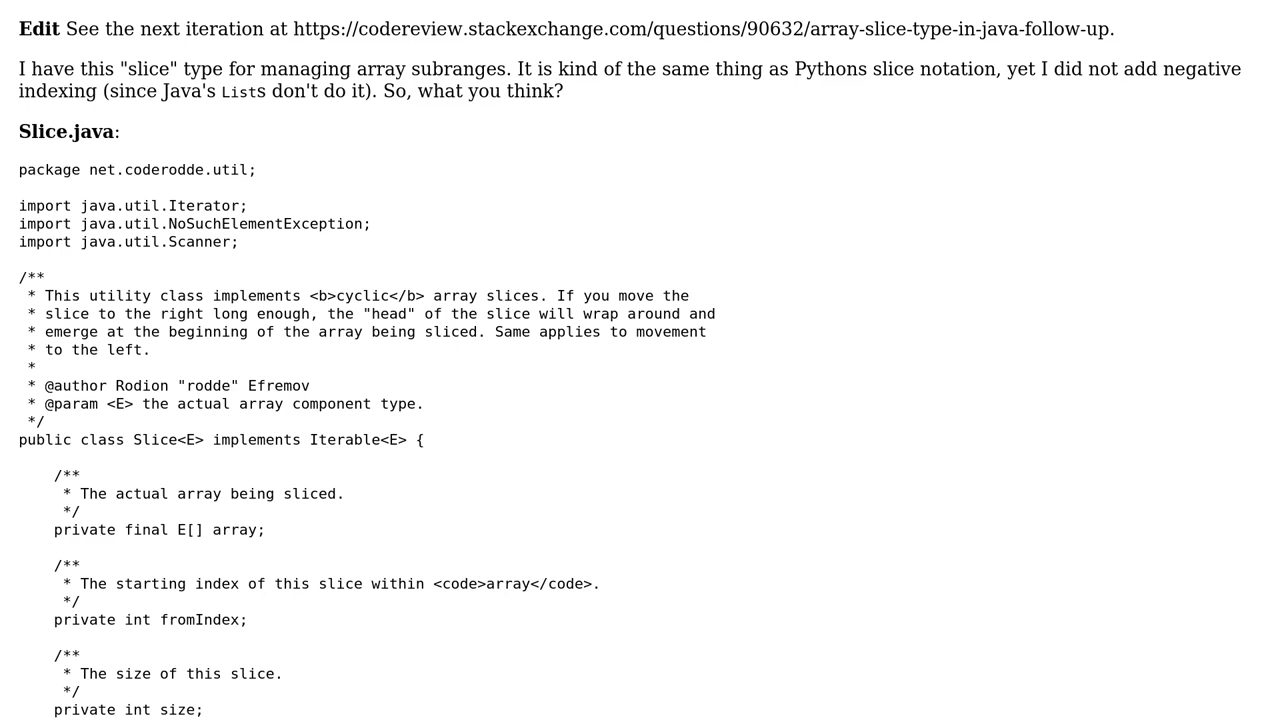 Edit See the next iteration at https://codereview.stackexchange.com/questions/90632/array-slice-type-in-java-follow-up.
I have this "slice" type for managing array subranges. It is kind of the same thing as Pythons slice notation, yet I did not add negative
indexing (since Java's Lists don't do it). So, what you think?
Slice.java:
package net.coderodde.util;
import java.util.Iterator;
import java.util.NoSuchElementException;
import java.util.Scanner;
/**
 * This utility class implements <b>cyclic</b> array slices. If you move the
 * slice to the right long enough, the "head" of the slice will wrap around and
 * emerge at the beginning of the array being sliced. Same applies to movement
 * to the left.
 *
 * @author Rodion "rodde" Efremov
 * @param <E> the actual array component type.
 */
public class Slice<E> implements Iterable<E> {
    /**
     * The actual array being sliced.
     */
    private final E[] array;
    /**
     * The starting index of this slice within <code>array</code>.
     */
    private int fromIndex;
    /**
     * The size of this slice.
     */
    private int size;